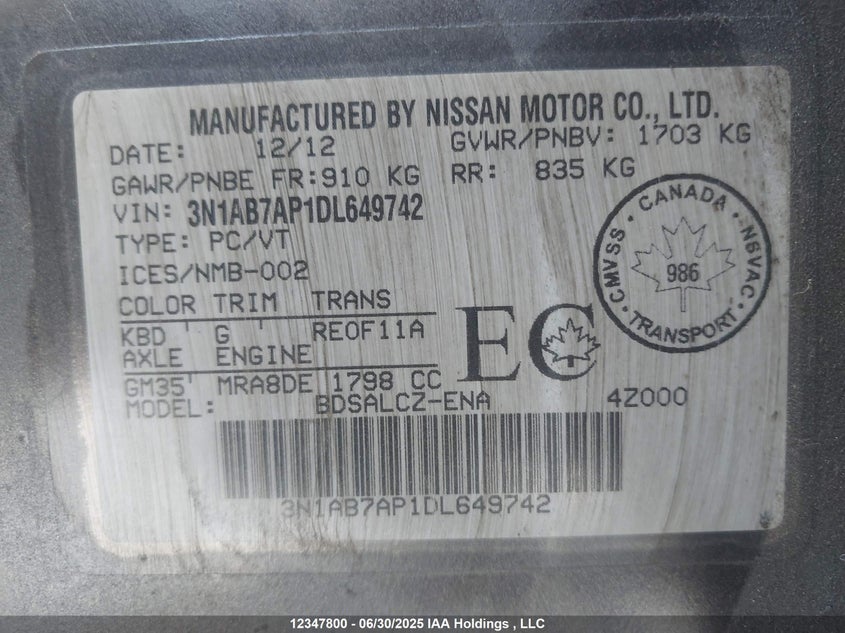 MANUFACTURED BY NISSAN MOTOR CO., LTD.
DATE: 12/12 GVWR/PNBV: 1703 KG
GAWR/PNBE FR:910 KG RR: 835 KG
VIN: 3N1AB7AP1DL649742
TYPE: PC/VT
ICES/NMB-002
COLOR TRIM TRANS
KBD ' G ' RE0F11A
AXLE ENGINE
GM35' MRA8DE 1798 CC
MODEL: BDSALCZ-ENA 4Z000
EC
CMVSS · CANADA · NSVAC · TRANSPORT ·
986
3N1AB7AP1DL649742
12347800 - 06/30/2025 IAA Holdings , LLC